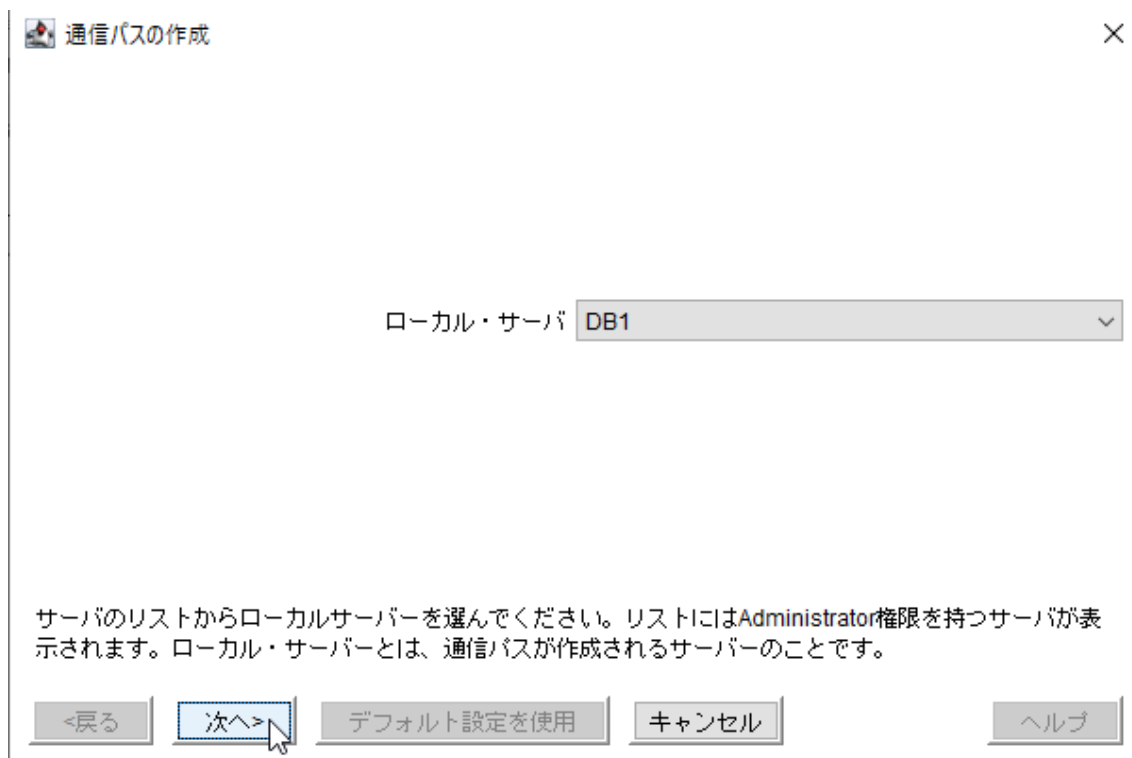 通信パスの作成
ローカル・サーバ DB1
サーバのリストからローカルサーバーを選んでください。リストにはAdministrator権限を持つサーバが表
示されます。ローカル・サーバーとは、通信パスが作成されるサーバーのことです。
<戻る 次へ> デフォルト設定を使用 キャンセル ヘルプ